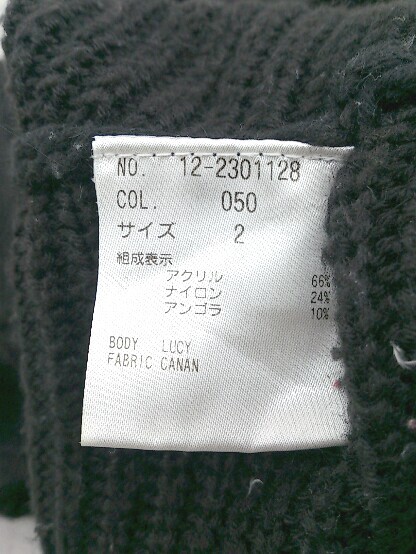 NO. 12-2301128
COL. 050
サイズ 2
組成表示
アクリル 66%
ナイロン 24%
アンゴラ 10%
BODY LUCY
FABRIC CANAN